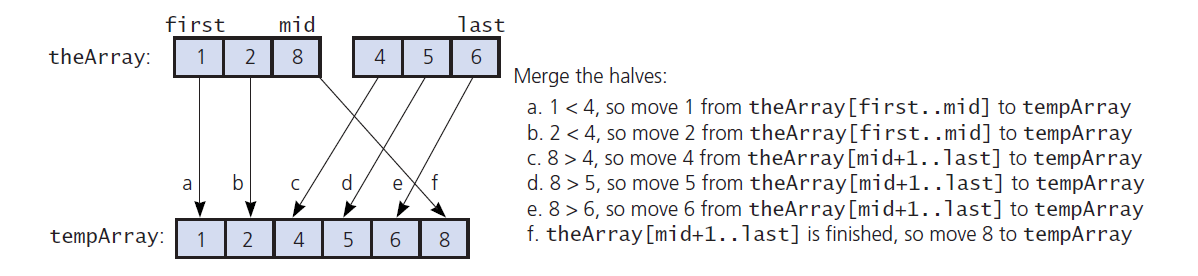 first mid last
theArray: 1 2 8 4 5 6
Merge the halves:
a. 1 < 4, so move 1 from theArray[first..mid] to tempArray
b. 2 < 4, so move 2 from theArray[first..mid] to tempArray
c. 8 > 4, so move 4 from theArray[mid+1..last] to tempArray
d. 8 > 5, so move 5 from theArray[mid+1..last] to tempArray
e. 8 > 6, so move 6 from theArray[mid+1..last] to tempArray
f. theArray[mid+1..last] is finished, so move 8 to tempArray
a b c d e f
tempArray: 1 2 4 5 6 8